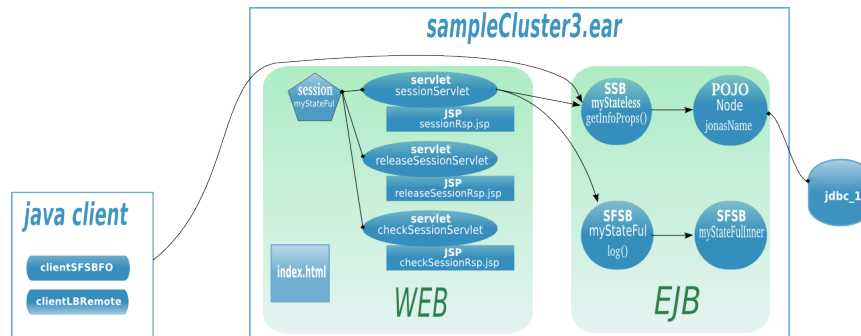 sampleCluster3.ear
session
myStateFul
servlet
sessionServlet
JSP
sessionRsp.jsp
servlet
releaseSessionServlet
JSP
releaseSessionRsp.jsp
servlet
checkSessionServlet
JSP
checkSessionRsp.jsp
index.html
WEB
SSB
myStateless
getInfoProps()
POJO
Node
jonasName
SFSB
myStateFul
log()
SFSB
myStateFulInner
EJB
jdbc_1
java client
clientSFSBFO
clientLBRemote